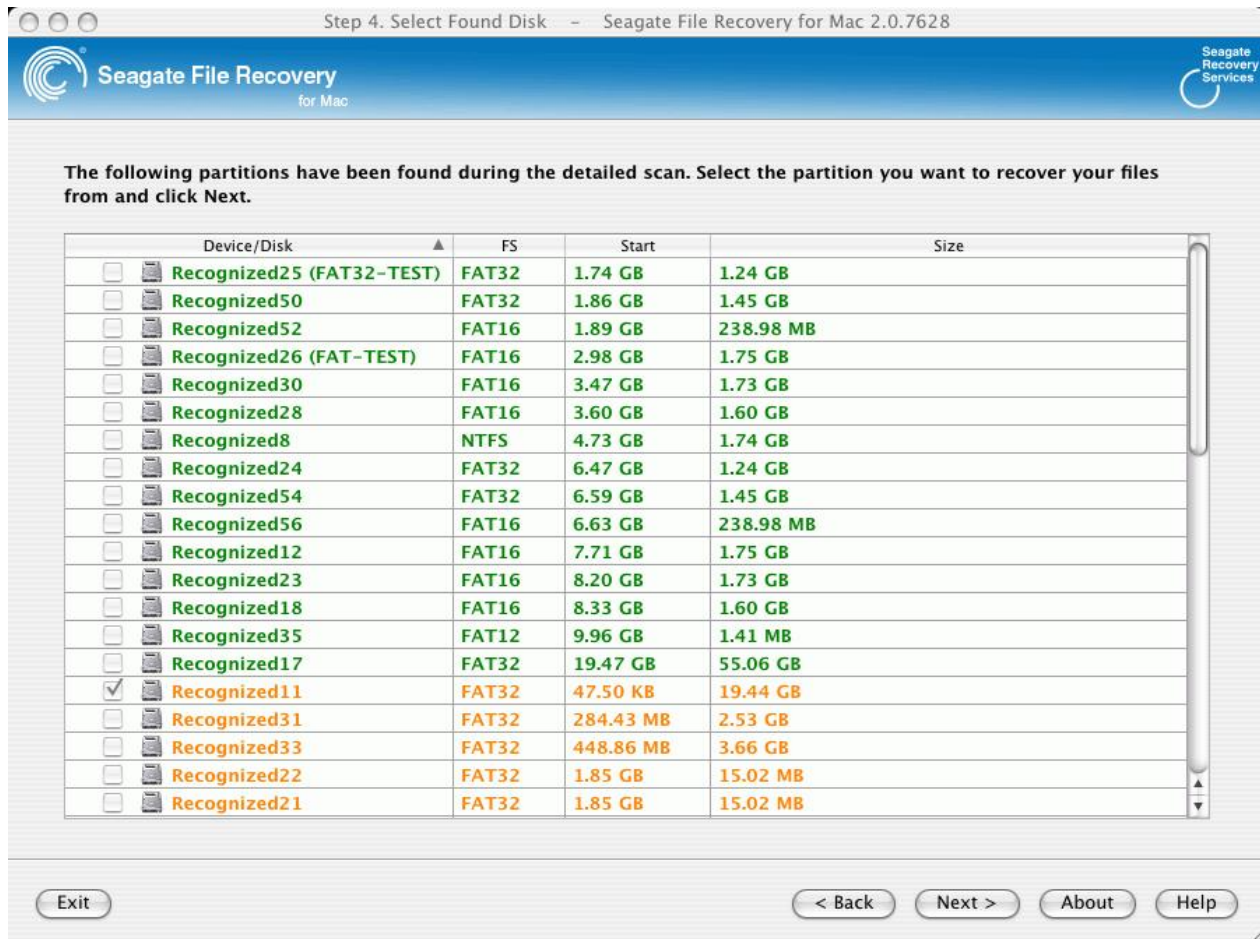 Step 4. Select Found Disk – Seagate File Recovery for Mac 2.0.7628
Seagate File Recovery
for Mac
Seagate
Recovery
Services
The following partitions have been found during the detailed scan. Select the partition you want to recover your files
from and click Next.
Device/Disk FS Start Size
Recognized25 (FAT32-TEST) FAT32 1.74 GB 1.24 GB
Recognized50 FAT32 1.86 GB 1.45 GB
Recognized52 FAT16 1.89 GB 238.98 MB
Recognized26 (FAT-TEST) FAT16 2.98 GB 1.75 GB
Recognized30 FAT16 3.47 GB 1.73 GB
Recognized28 FAT16 3.60 GB 1.60 GB
Recognized8 NTFS 4.73 GB 1.74 GB
Recognized24 FAT32 6.47 GB 1.24 GB
Recognized54 FAT32 6.59 GB 1.45 GB
Recognized56 FAT16 6.63 GB 238.98 MB
Recognized12 FAT16 7.71 GB 1.75 GB
Recognized23 FAT16 8.20 GB 1.73 GB
Recognized18 FAT16 8.33 GB 1.60 GB
Recognized35 FAT12 9.96 GB 1.41 MB
Recognized17 FAT32 19.47 GB 55.06 GB
Recognized11 FAT32 47.50 KB 19.44 GB
Recognized31 FAT32 284.43 MB 2.53 GB
Recognized33 FAT32 448.86 MB 3.66 GB
Recognized22 FAT32 1.85 GB 15.02 MB
Recognized21 FAT32 1.85 GB 15.02 MB
Exit < Back Next > About Help